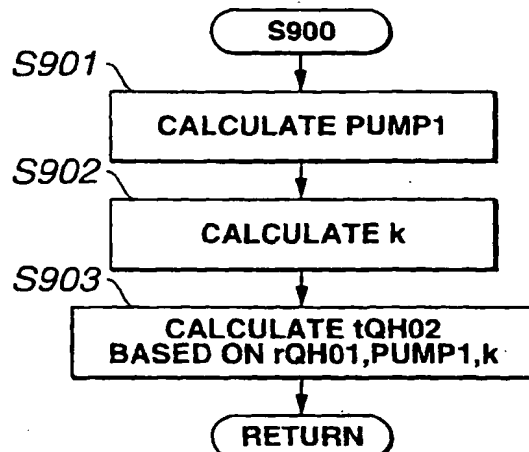 S900
S901
CALCULATE PUMP1
S902
CALCULATE k
S903
CALCULATE tQH02
BASED ON rQH01,PUMP1,k
RETURN